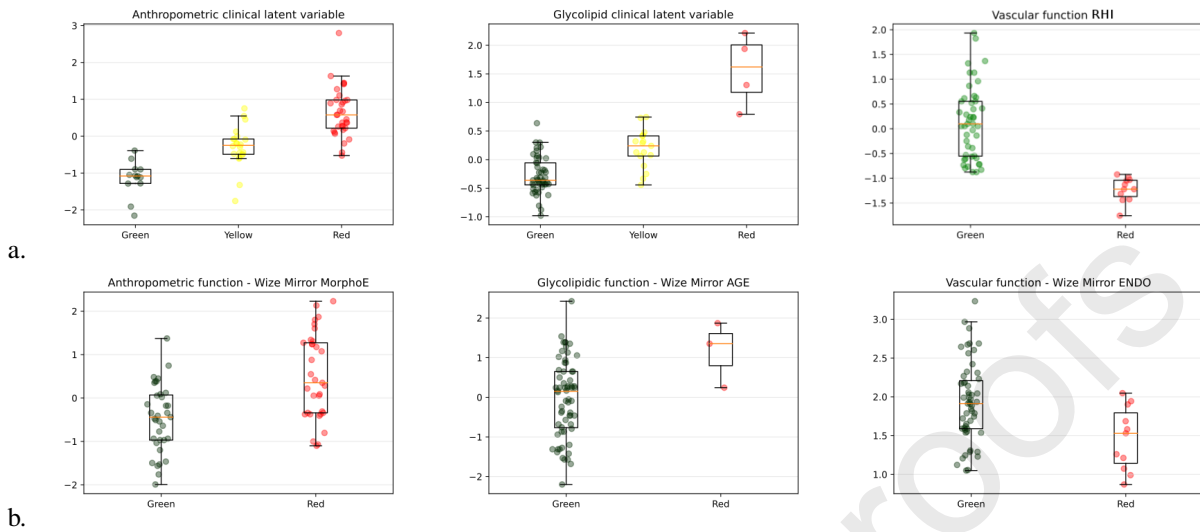 Anthropometric clinical latent variable
3
2
1
0
−1
−2
Green
Yellow
Red
Glycolipid clinical latent variable
2.0
1.5
1.0
0.5
0.0
−0.5
−1.0
Green
Yellow
Red
Vascular function RHI
2.0
1.5
1.0
0.5
0.0
−0.5
−1.0
−1.5
Green
Red
a.
Anthropometric function - Wize Mirror MorphoE
2
1
0
−1
−2
Green
Red
Glycolipidic function - Wize Mirror AGE
2
1
0
−1
−2
Green
Red
Vascular function - Wize Mirror ENDO
3.0
2.5
2.0
1.5
1.0
Green
Red
b.
roofs